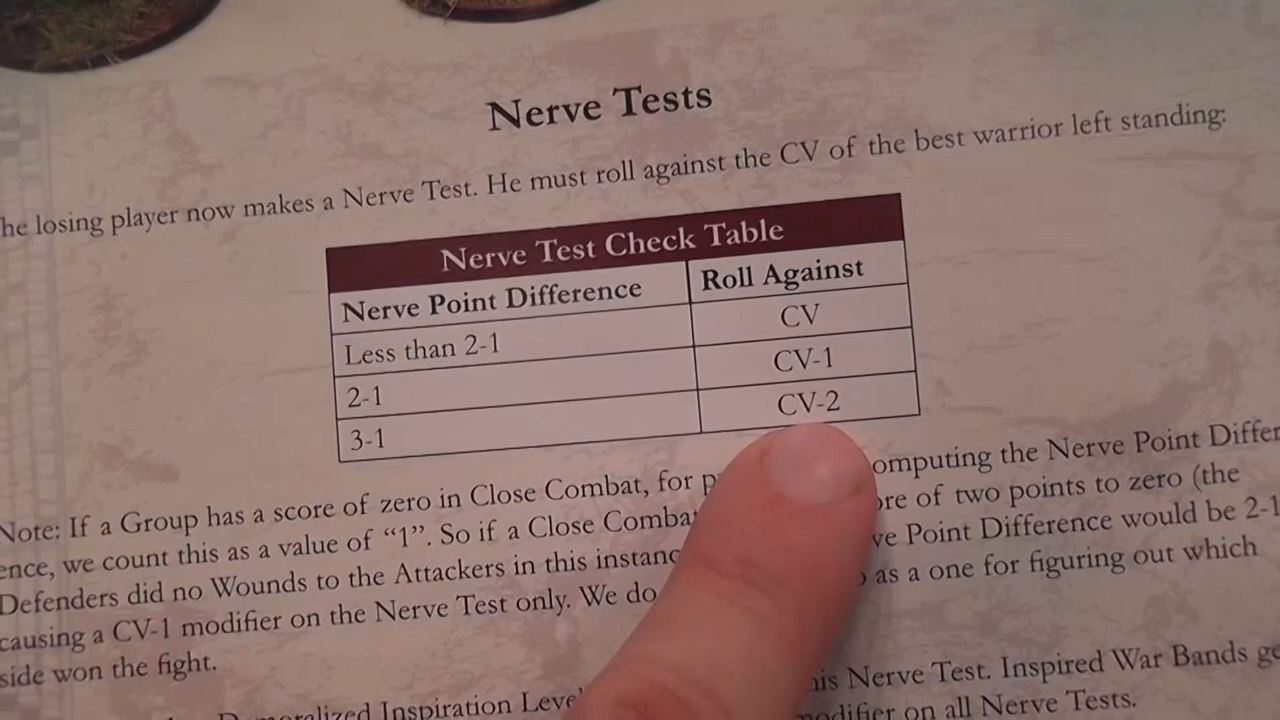 Nerve Tests
he losing player now makes a Nerve Test. He must roll against the CV of the best warrior left standing:
Nerve Test Check Table
Nerve Point Difference Roll Against
Less than 2-1 CV
2-1 CV-1
3-1 CV-2
Note: If a Group has a score of zero in Close Combat, for p omputing the Nerve Point Differ
ence, we count this as a value of “1”. So if a Close Comba ore of two points to zero (the
Defenders did no Wounds to the Attackers in this instanc ve Point Difference would be 2-1
causing a CV-1 modifier on the Nerve Test only. We do as a one for figuring out which
side won the fight.
Demoralized Inspiration Leve his Nerve Test. Inspired War Bands ge
modifier on all Nerve Tests.